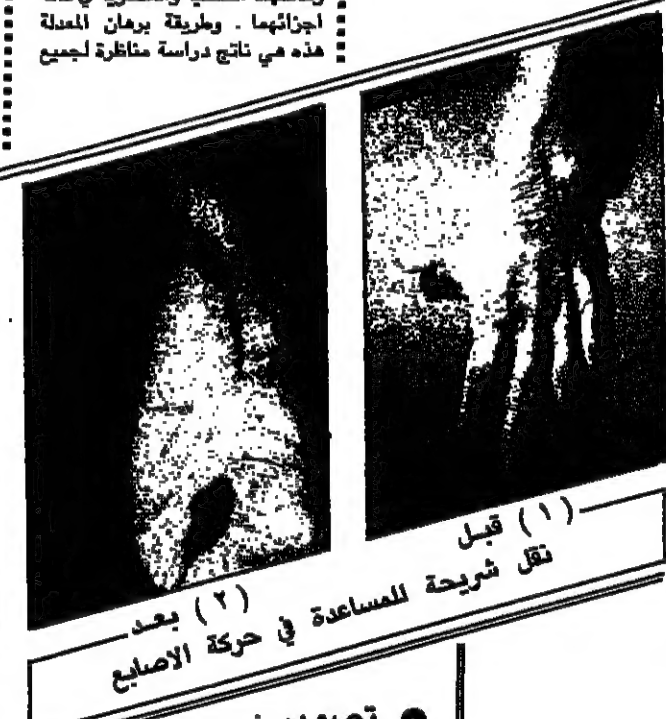 اجزائهما . وطريقة برهان المعدلة
هذه هي ناتج دراسة مناظرة لجميع
(١) قبل
(٢) بعد
نقل شريحة للمساعدة في حركة الاصابع